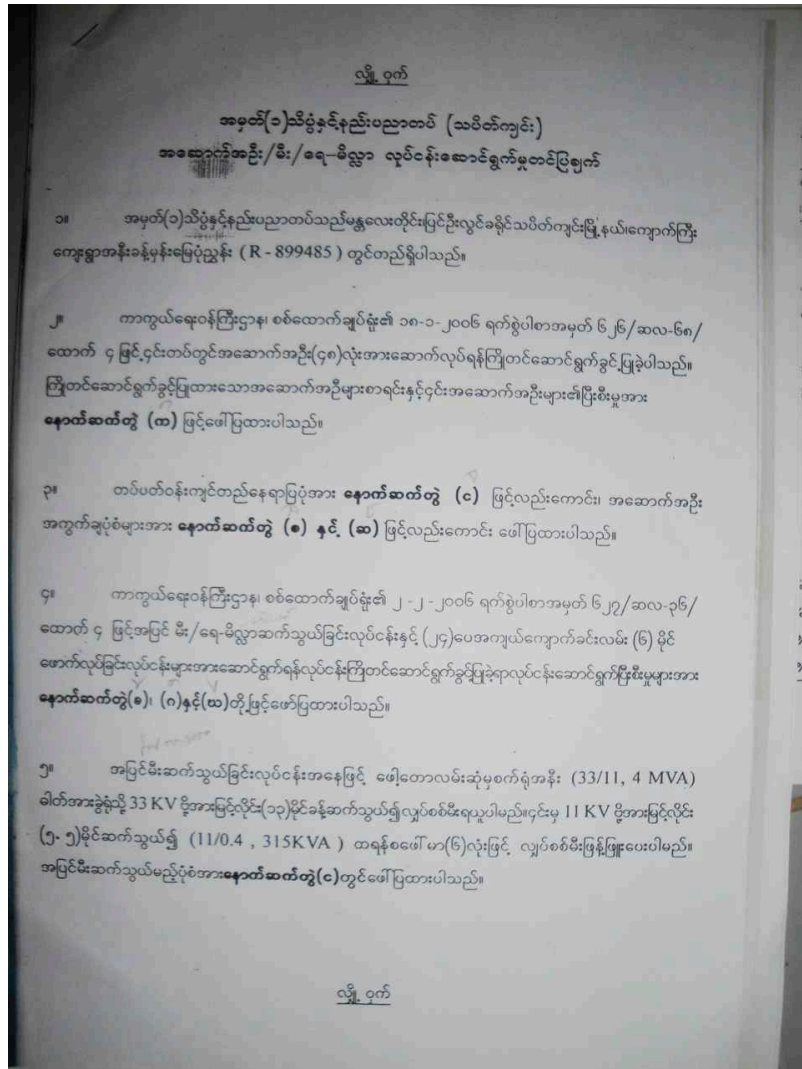 လျှို့ ဝှက်
အမှတ်(၁)သိပ္ပံနှင့်နည်းပညာတပ် (သပိတ်ကျင်း)
အဆောက်အဦး/မီး/ရေ-မိလ္လာ လုပ်ငန်းဆောင်ရွက်မှုတင်ပြချက်
၁။ အမှတ်(၁)သိပ္ပံနှင့်နည်းပညာတပ်သည်မန္တလေးတိုင်း၊ပြင်ဦးလွင်ခရိုင်သပိတ်ကျင်းမြို့နယ်၊ကျောက်ကြီး
ကျေးရွာအနီးခန့်မှန်းမြေပုံညွှန်း ( R - 899485 ) တွင်တည်ရှိပါသည်။
၂။ ကာကွယ်ရေးဝန်ကြီးဌာန၊ စစ်ထောက်ချုပ်ရုံး၏ ၁၈-၁-၂၀၀၆ ရက်စွဲပါစာအမှတ် ၆၂၆/ဆလ-၆၈/
ထောက် ၄ ဖြင့်၎င်းတပ်တွင်အဆောက်အဦး(၄၈)လုံးအားဆောက်လုပ်ရန်ကြိုတင်ဆောင်ရွက်ခွင့်ပြုခဲ့ပါသည်။
ကြိုတင်ဆောင်ရွက်ခွင့်ပြုထားသောအဆောက်အဦများစာရင်းနှင့်၎င်းအဆောက်အဦးများ၏ပြီးစီးမှုအား
နောက်ဆက်တွဲ (က) ဖြင့်ဖေါ်ပြထားပါသည်။
၃။ တပ်ပတ်ဝန်းကျင်တည်နေရာပြပုံအား နောက်ဆက်တွဲ (င) ဖြင့်လည်းကောင်း၊ အဆောက်အဦး
အကွက်ချပုံစံများအား နောက်ဆက်တွဲ (စ) နှင့် (ဆ) ဖြင့်လည်းကောင်း ဖေါ်ပြထားပါသည်။
၄။ ကာကွယ်ရေးဝန်ကြီးဌာန၊ စစ်ထောက်ချုပ်ရုံး၏ ၂ -၂ -၂၀၀၆ ရက်စွဲပါစာအမှတ် ၆၂၇/ဆလ-၃၆/
ထောက် ၄ ဖြင့်အပြင် မီး/ရေ-မိလ္လာဆက်သွယ်ခြင်းလုပ်ငန်းနှင့် (၂၄)ပေအကျယ်ကျောက်ခင်းလမ်း (၆) မိုင်
ဖောက်လုပ်ခြင်းလုပ်ငန်းများအားဆောင်ရွက်ရန်လုပ်ငန်းကြိုတင်ဆောင်ရွက်ခွင့်ပြုခဲ့ရာလုပ်ငန်းဆောင်ရွက်ပြီးစီးမှုများအား
နောက်ဆက်တွဲ(ခ)၊ (ဂ)နှင့်(ဃ)တို့ဖြင့်ဖော်ပြထားပါသည်။
၅။ အပြင်မီးဆက်သွယ်ခြင်းလုပ်ငန်းအနေဖြင့် ဖေါ့တောလမ်းဆုံမှစက်ရုံအနီး (33/11, 4 MVA)
ဓါတ်အားခွဲရုံသို့ 33 KV ဗို့အားမြင့်လိုင်း(၁၃)မိုင်ခန့်ဆက်သွယ်၍လျှပ်စစ်မီးရယူပါမည်။၎င်းမှ 11 KV ဗို့အားမြင့်လိုင်း
(၅.၅)မိုင်ဆက်သွယ်၍ (11/0.4 , 315KVA ) ထရန်စဖေါ်မာ(၆)လုံးဖြင့် လျှပ်စစ်မီးဖြန့်ဖြူးပေးပါမည်။
အပြင်မီးဆက်သွယ်မည့်ပုံစံအားနောက်ဆက်တွဲ(င)တွင်ဖေါ်ပြထားပါသည်။
လျှို့ ဝှက်